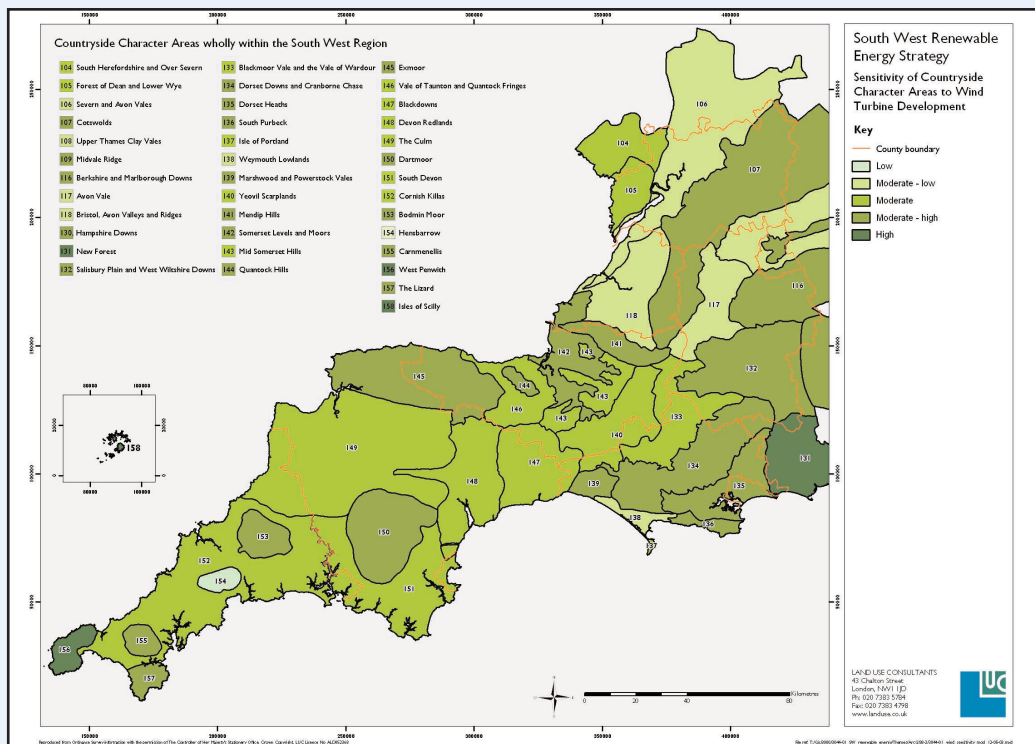 Countryside Character Areas wholly within the South West Region
104 South Herefordshire and Over Severn
105 Forest of Dean and Lower Wye
106 Severn and Avon Vales
107 Cotswolds
108 Upper Thames Clay Vales
109 Midvale Ridge
116 Berkshire and Marlborough Downs
117 Avon Vale
118 Bristol, Avon Valleys and Ridges
130 Hampshire Downs
131 New Forest
132 Salisbury Plain and West Wiltshire Downs
133 Blackmoor Vale and the Vale of Wardour
134 Dorset Downs and Cranborne Chase
135 Dorset Heaths
136 South Purbeck
137 Isle of Portland
138 Weymouth Lowlands
139 Marshwood and Powerstock Vales
140 Yeovil Scarplands
141 Mendip Hills
142 Somerset Levels and Moors
143 Mid Somerset Hills
144 Quantock Hills
145 Exmoor
146 Vale of Taunton and Quantock Fringes
147 Blackdowns
148 Devon Redlands
149 The Culm
150 Dartmoor
151 South Devon
152 Cornish Killas
153 Bodmin Moor
154 Hensbarrow
155 Carnmenellis
156 West Penwith
157 The Lizard
158 Isles of Scilly
106
104
107
105
116
118
117
141
142
143
145
144
132
143
146
133
143
140
158
149
147
134
131
148
139
135
138
136
150
153
137
152
154
151
155
156
157
Kilometres
0
80
South West Renewable
Energy Strategy
Sensitivity of Countryside
Character Areas to Wind
Turbine Development
Key
County boundary
Low
Moderate - low
Moderate
Moderate - high
High
LAND USE CONSULTANTS
43 Chalton Street
London, NW1 1JD
Ph: 020 7383 5784
Fax: 020 7383 4798
www.landuse.co.uk
LUC